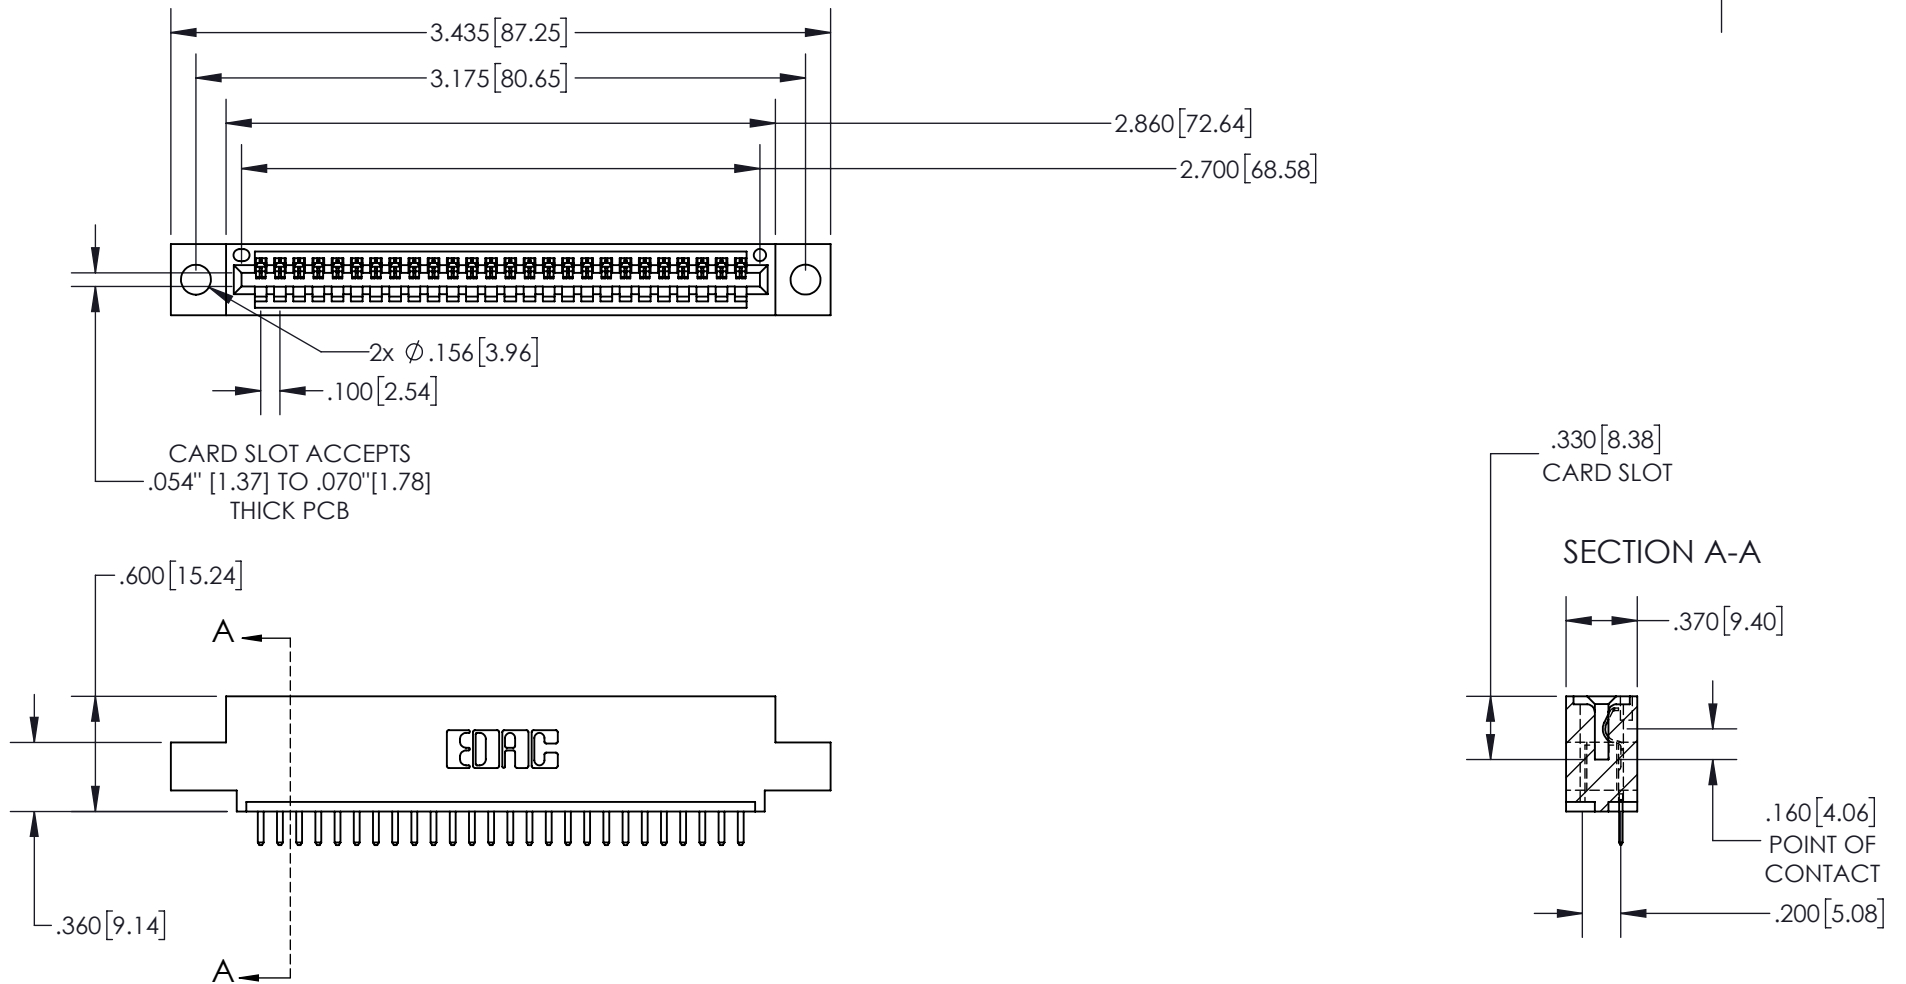 3.435[87.25]
3.175[80.65]
2.860[72.64]
2.700[68.58]
2x Ø.156[3.96]
.100[2.54]
CARD SLOT ACCEPTS
.054" [1.37] TO .070"[1.78]
THICK PCB
.330[8.38]
CARD SLOT
SECTION A-A
.600[15.24]
.370[9.40]
A
EDAC
.160[4.06]
POINT OF
CONTACT
.200[5.08]
.360[9.14]
A